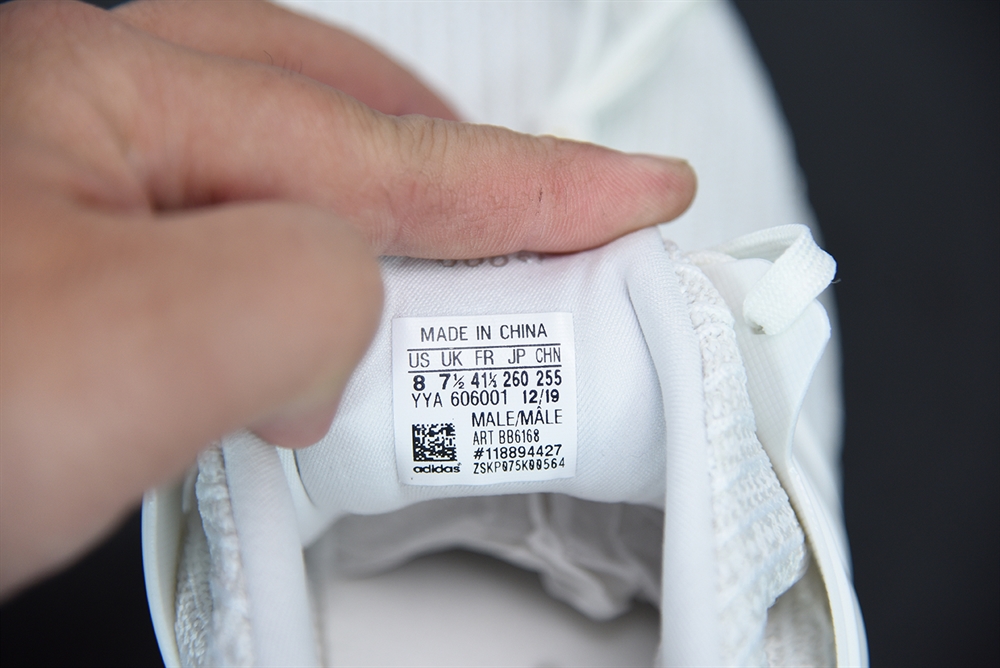 MADE IN CHINA
US UK FR JP CHN
8 7½ 41⅓ 260 255
YYA 606001 12/19
MALE/MÂLE
ART BB6168
#118894427
adidas ZSKP075K00564